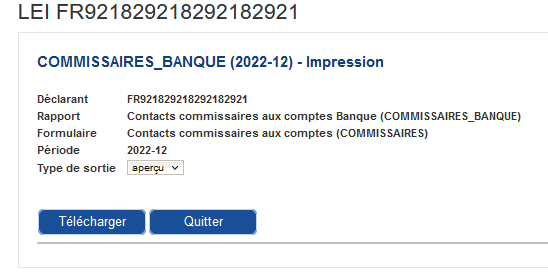 LEI FR921829218292182921
COMMISSAIRES_BANQUE (2022-12) - Impression
Déclarant FR921829218292182921
Rapport Contacts commissaires aux comptes Banque (COMMISSAIRES_BANQUE)
Formulaire Contacts commissaires aux comptes (COMMISSAIRES)
Période 2022-12
Type de sortie aperçu
Télécharger Quitter